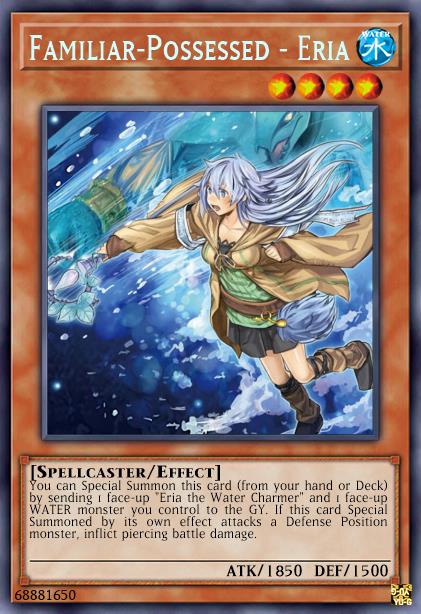 FAMILIAR-POSSESSED - ERIA
WATER
水
[SPELLCASTER/EFFECT]
You can Special Summon this card (from your hand or Deck)
by sending 1 face-up "Eria the Water Charmer" and 1 face-up
WATER monster you control to the GY. If this card Special
Summoned by its own effect attacks a Defense Position
monster, inflict piercing battle damage.
ATK/1850 DEF/1500
68881650